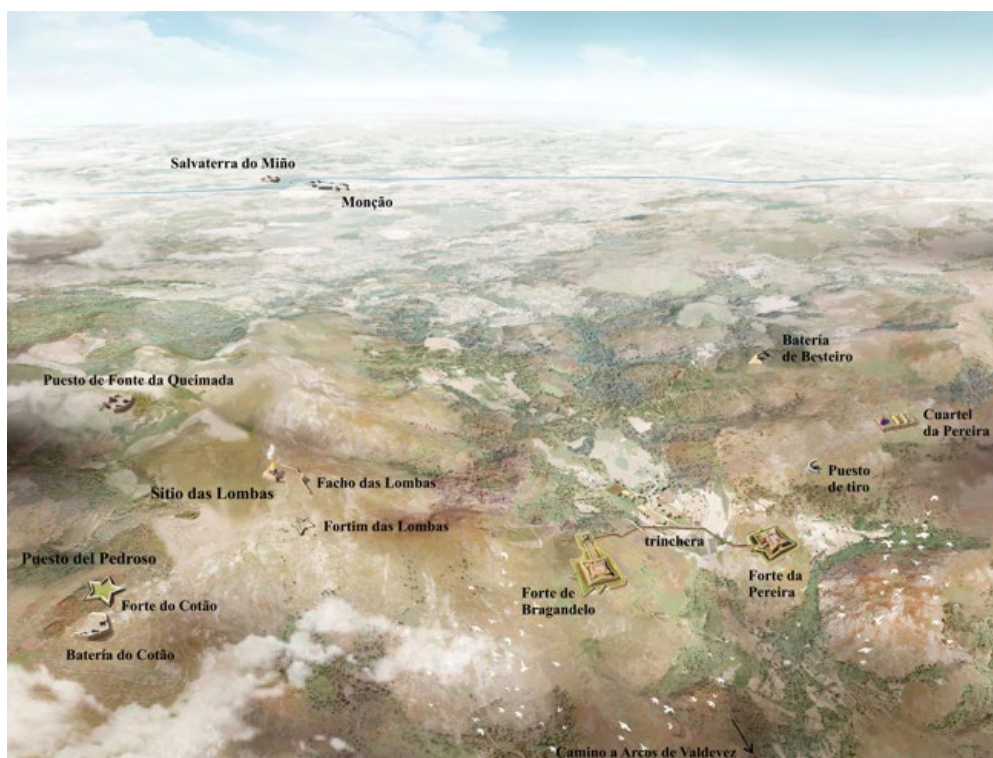 Salvaterra do Miño
Monção
Batería
de Besteiro
Puesto de Fonte da Queimada
Cuartel
da Pereira
Facho das Lombas
Sitio das Lombas
Puesto
de tiro
Fortim das Lombas
trinchera
Puesto del Pedroso
Forte do Cotão
Forte de
Bragandelo
Forte da
Pereira
Batería do Cotão
Camino a Arcos de Valdevez